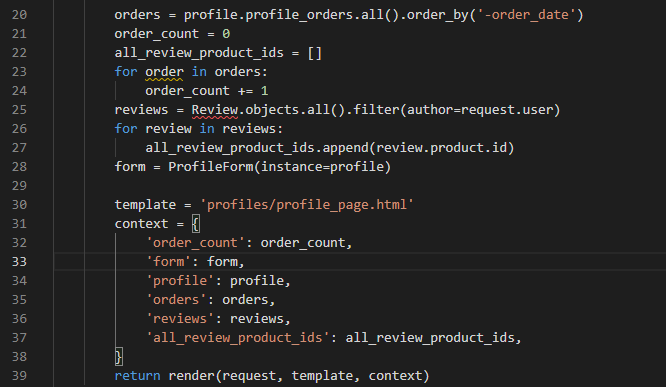 20 orders = profile.profile_orders.all().order_by('-order_date')
21 order_count = 0
22 all_review_product_ids = []
23 for order in orders:
24 order_count += 1
25 reviews = Review.objects.all().filter(author=request.user)
26 for review in reviews:
27 all_review_product_ids.append(review.product.id)
28 form = ProfileForm(instance=profile)
29
30 template = 'profiles/profile_page.html'
31 context = {
32 'order_count': order_count,
33 'form': form,
34 'profile': profile,
35 'orders': orders,
36 'reviews': reviews,
37 'all_review_product_ids': all_review_product_ids,
38 }
39 return render(request, template, context)